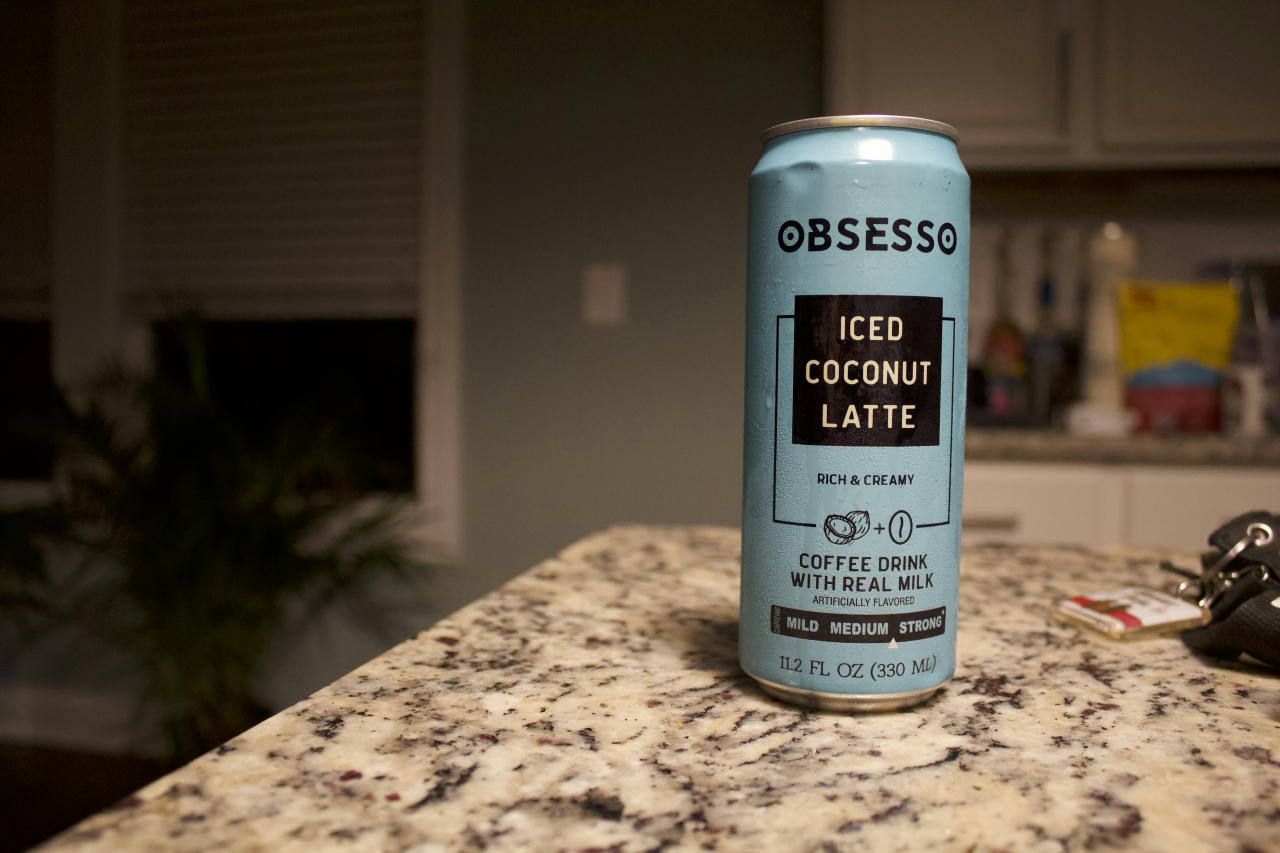 OBSESSO
ICED
COCONUT
LATTE
RICH & CREAMY
+
COFFEE DRINK
WITH REAL MILK
ARTIFICIALLY FLAVORED
CAFFEINE MILD MEDIUM STRONG
11.2 FL OZ (330 ML)